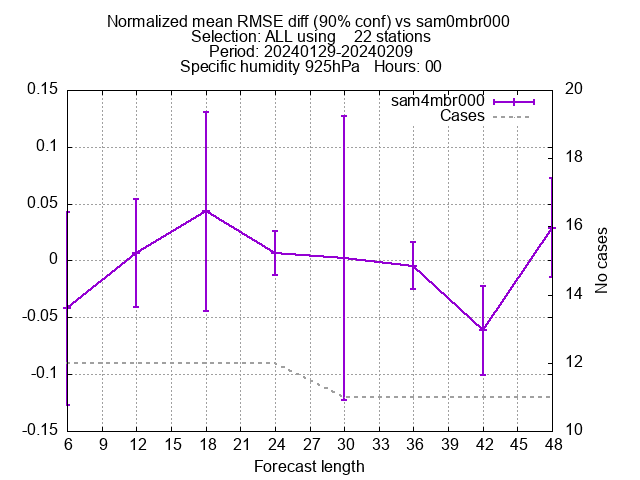 Normalized mean RMSE diff (90% conf) vs sam0mbr000
Selection: ALL using    22 stations
Period: 20240129-20240209
Specific humidity 925hPa   Hours: 00
sam4mbr000
Cases
0.15
0.1
0.05
0
-0.05
-0.1
-0.15
20
18
16
14
12
10
No cases
6 12 15 18 21 24 27 30 33 36 39 42 45 48
9
Forecast length